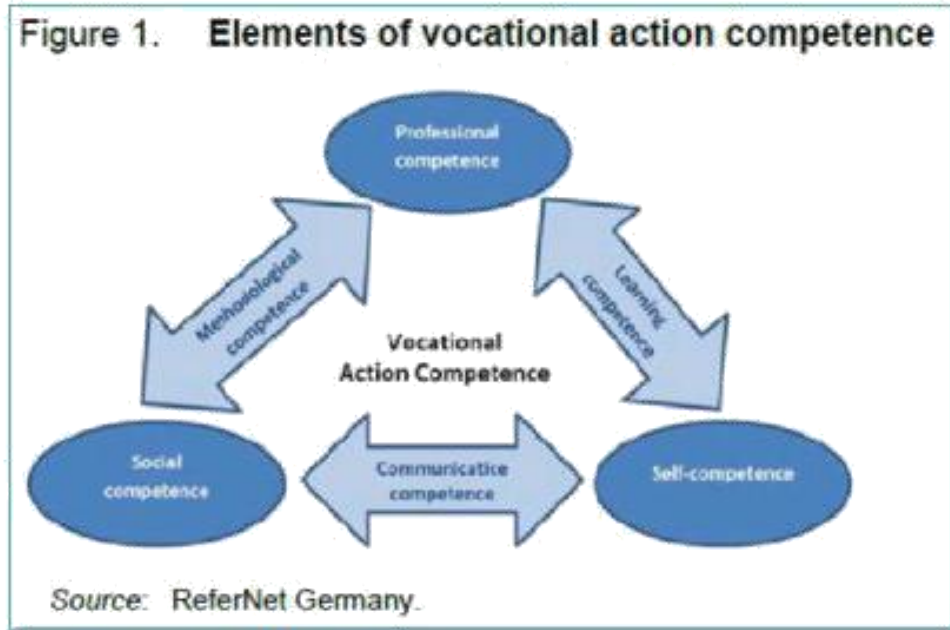 Figure 1. Elements of vocational action competence
Professional
competence
Methodological
competence
Learning
competence
Vocational
Action Competence
Social
competence
Communicatice
competence
Self-competence
Source: ReferNet Germany.